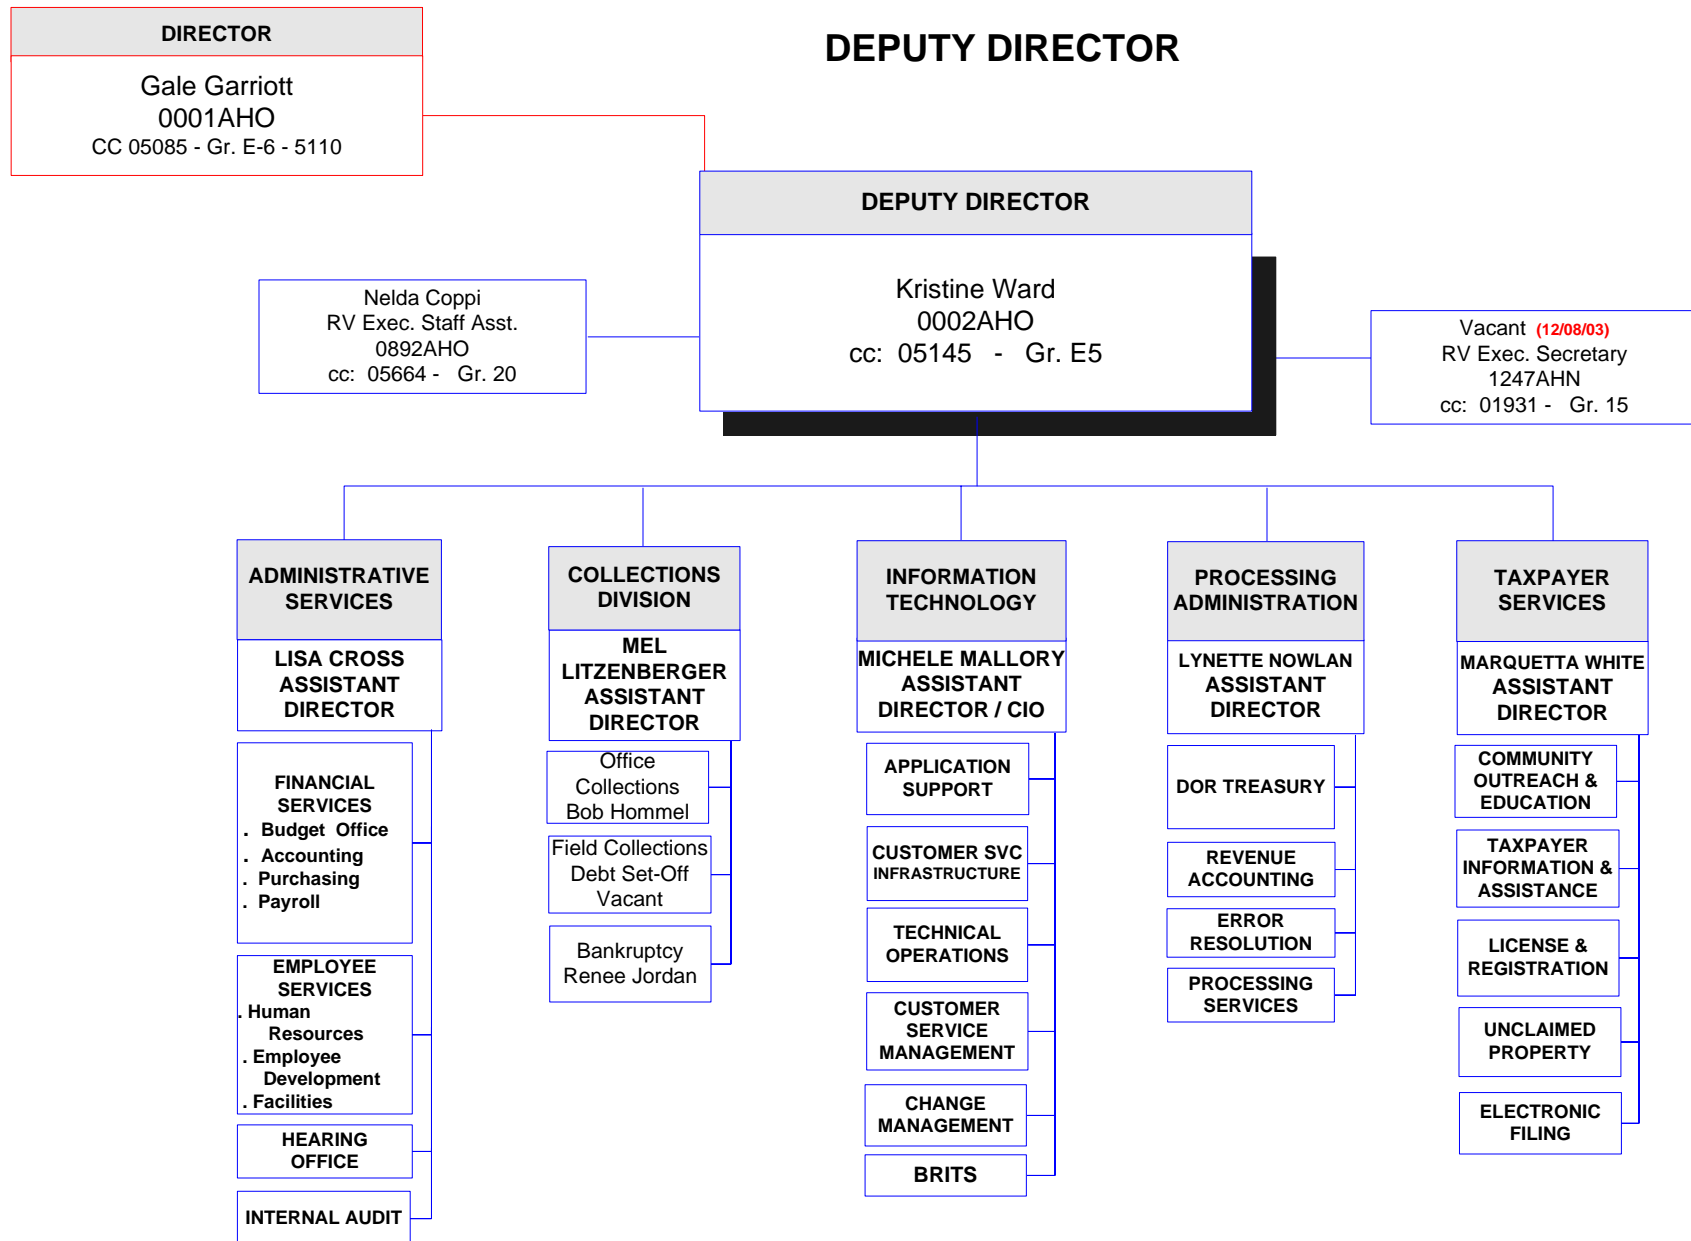 DIRECTOR
Gale Garriott
0001AHO
CC 05085 - Gr. E-6 - 5110
DEPUTY DIRECTOR
DEPUTY DIRECTOR
Kristine Ward
0002AHO
cc: 05145 - Gr. E5
Nelda Coppi
RV Exec. Staff Asst.
0892AHO
cc: 05664 - Gr. 20
Vacant (12/08/03)
RV Exec. Secretary
1247AHN
cc: 01931 - Gr. 15
ADMINISTRATIVE
SERVICES
LISA CROSS
ASSISTANT
DIRECTOR
FINANCIAL
SERVICES
. Budget Office
. Accounting
. Purchasing
. Payroll
EMPLOYEE
SERVICES
. Human
Resources
. Employee
Development
. Facilities
HEARING
OFFICE
INTERNAL AUDIT
COLLECTIONS
DIVISION
MEL
LITZENBERGER
ASSISTANT
DIRECTOR
Office
Collections
Bob Hommel
Field Collections
Debt Set-Off
Vacant
Bankruptcy
Renee Jordan
INFORMATION
TECHNOLOGY
MICHELE MALLORY
ASSISTANT
DIRECTOR / CIO
APPLICATION
SUPPORT
CUSTOMER SVC
INFRASTRUCTURE
TECHNICAL
OPERATIONS
CUSTOMER
SERVICE
MANAGEMENT
CHANGE
MANAGEMENT
BRITS
PROCESSING
ADMINISTRATION
LYNETTE NOWLAN
ASSISTANT
DIRECTOR
DOR TREASURY
REVENUE
ACCOUNTING
ERROR
RESOLUTION
PROCESSING
SERVICES
TAXPAYER
SERVICES
MARQUETTA WHITE
ASSISTANT
DIRECTOR
COMMUNITY
OUTREACH &
EDUCATION
TAXPAYER
INFORMATION &
ASSISTANCE
LICENSE &
REGISTRATION
UNCLAIMED
PROPERTY
ELECTRONIC
FILING